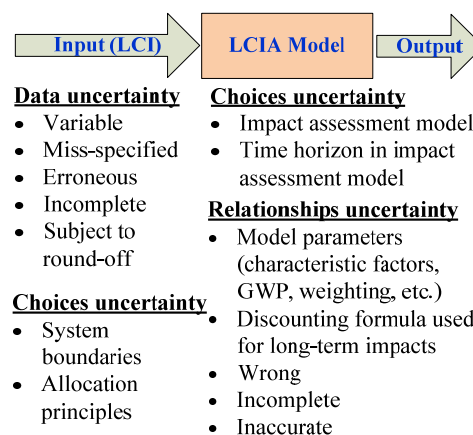 Input (LCI)
LCIA Model
Output
Data uncertainty
• Variable
• Miss-specified
• Erroneous
• Incomplete
• Subject to
round-off
Choices uncertainty
• System
boundaries
• Allocation
principles
Choices uncertainty
• Impact assessment model
• Time horizon in impact
assessment model
Relationships uncertainty
• Model parameters
(characteristic factors,
GWP, weighting, etc.)
• Discounting formula used
for long-term impacts
• Wrong
• Incomplete
• Inaccurate